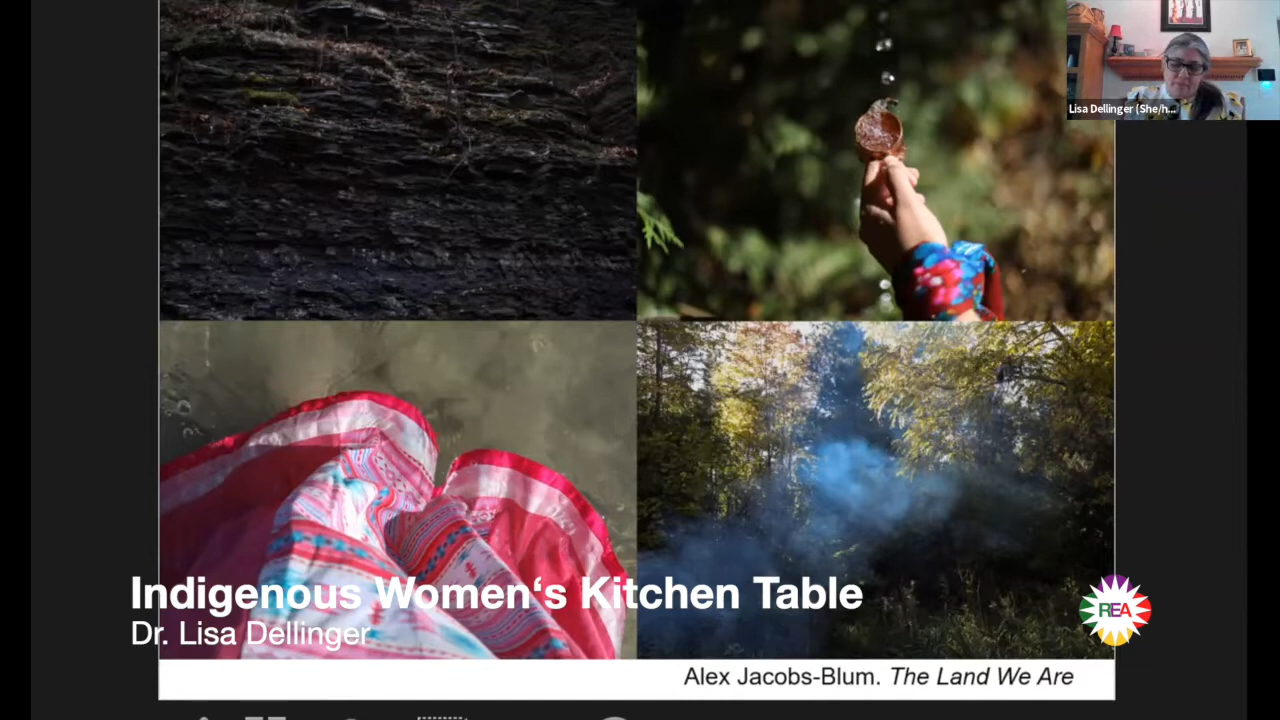 Lisa Dellinger (She/h...
Indigenous Women‘s Kitchen Table
Dr. Lisa Dellinger
REA
Alex Jacobs-Blum. The Land We Are